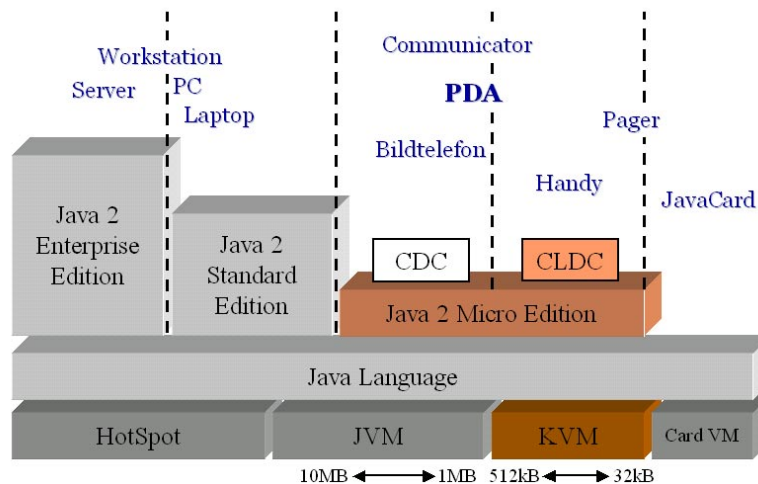 Communicator
Workstation
Server
PC
PDA
Laptop
Pager
Bildtelefon
Handy
JavaCard
Java 2
Enterprise
Edition
Java 2
Standard
Edition
CDC
CLDC
Java 2 Micro Edition
Java Language
HotSpot
JVM
KVM
Card VM
10MB
1MB
512kB
32kB